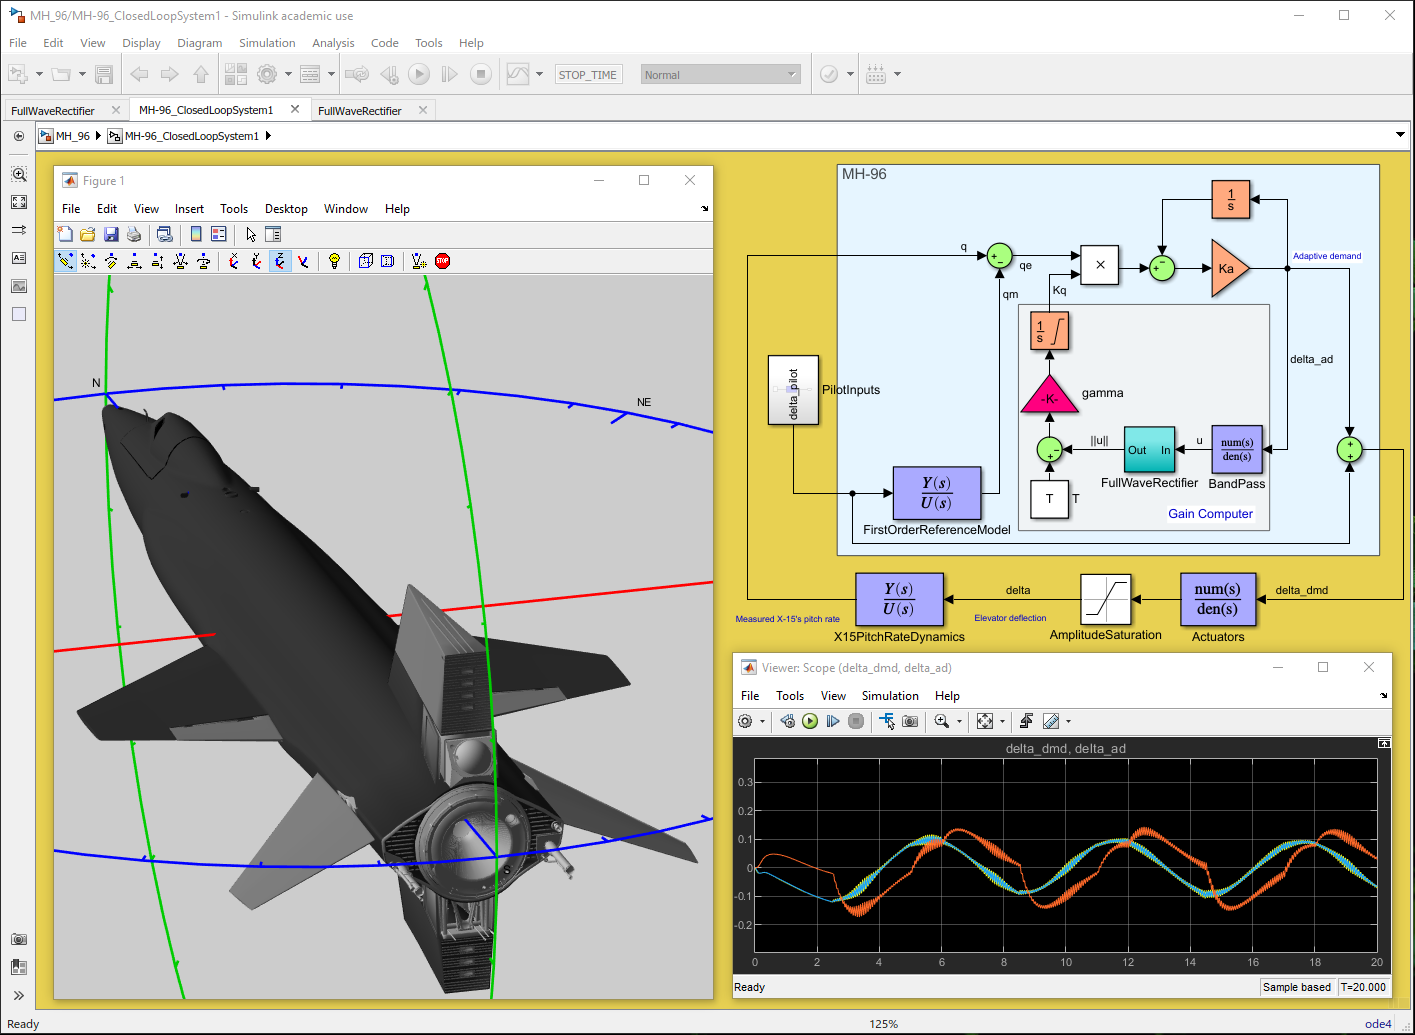 MH_96/MH-96_ClosedLoopSystem1 - Simulink academic use
File Edit View Display Diagram Simulation Analysis Code Tools Help
STOP_TIME Normal
FullWaveRectifier MH-96_ClosedLoopSystem1 FullWaveRectifier
MH_96 MH-96_ClosedLoopSystem1
Figure 1
File Edit View Insert Tools Desktop Window Help
STOP
N
NE
MH-96
1
s
q
qe
qm
×
Ka
Adaptive demand
Kq
1
s
delta_ad
delta_pilot
PilotInputs
-K-
gamma
||u||
Out In
u
num(s)
den(s)
FullWaveRectifier
BandPass
T
T
Gain Computer
Y(s)
U(s)
FirstOrderReferenceModel
Y(s)
U(s)
delta
num(s)
den(s)
delta_dmd
Measured X-15's pitch rate
Elevator deflection
X15PitchRateDynamics
AmplitudeSaturation
Actuators
Viewer: Scope (delta_dmd, delta_ad)
File Tools View Simulation Help
delta_dmd, delta_ad
0.3
0.2
0.1
0
-0.1
-0.2
0 2 4 6 8 10 12 14 16 18 20
Ready Sample based T=20.000
Ready 125% ode4